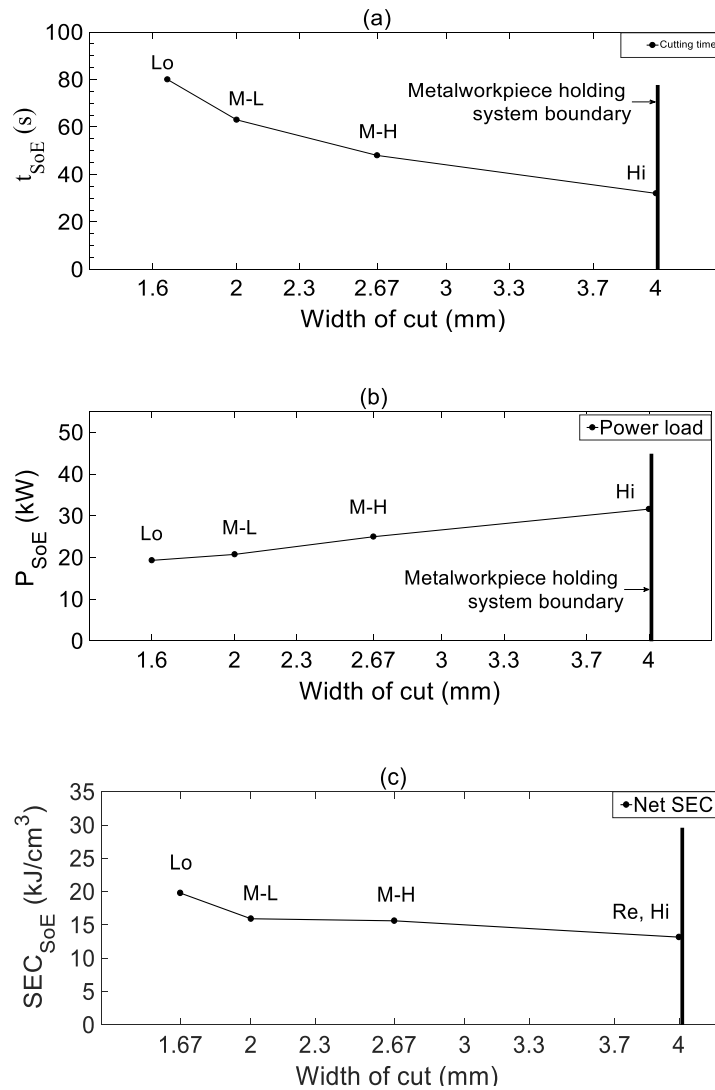 (a)
100
80
60
40
20
0
t_SoE (s)
Lo
M-L
M-H
Hi
Cutting time
Metalworkpiece holding
system boundary
1.6 2 2.3 2.67 3 3.3 3.7 4
Width of cut (mm)
(b)
50
40
30
20
10
0
P_SoE (kW)
Lo
M-L
M-H
Hi
Power load
Metalworkpiece holding
system boundary
1.6 2 2.3 2.67 3 3.3 3.7 4
Width of cut (mm)
(c)
35
30
25
20
15
10
5
0
SEC_SoE (kJ/cm³)
Lo
M-L
M-H
Re, Hi
Net SEC
1.67 2 2.3 2.67 3 3.3 3.7 4
Width of cut (mm)